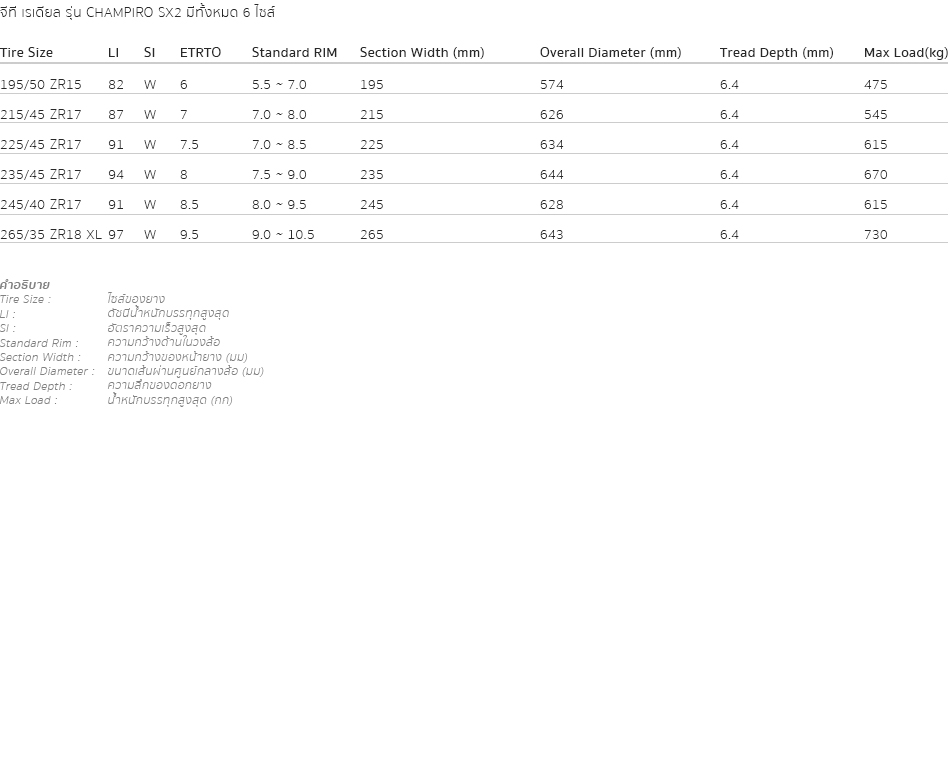 จีที เรเดียล รุ่น CHAMPIRO SX2 มีทั้งหมด 6 ไซส์
Tire Size LI SI ETRTO Standard RIM Section Width (mm) Overall Diameter (mm) Tread Depth (mm) Max Load(kg)
195/50 ZR15 82 W 6 5.5 ~ 7.0 195 574 6.4 475
215/45 ZR17 87 W 7 7.0 ~ 8.0 215 626 6.4 545
225/45 ZR17 91 W 7.5 7.0 ~ 8.5 225 634 6.4 615
235/45 ZR17 94 W 8 7.5 ~ 9.0 235 644 6.4 670
245/40 ZR17 91 W 8.5 8.0 ~ 9.5 245 628 6.4 615
265/35 ZR18 XL 97 W 9.5 9.0 ~ 10.5 265 643 6.4 730
คำอธิบาย
Tire Size : ไซส์ของยาง
LI : ดัชนีน้ำหนักบรรทุกสูงสุด
SI : อัตราความเร็วสูงสุด
Standard Rim : ความกว้างด้านในวงล้อ
Section Width : ความกว้างของหน้ายาง (มม)
Overall Diameter : ขนาดเส้นผ่านศูนย์กลางล้อ (มม)
Tread Depth : ความลึกของดอกยาง
Max Load : น้ำหนักบรรทุกสูงสุด (กก)